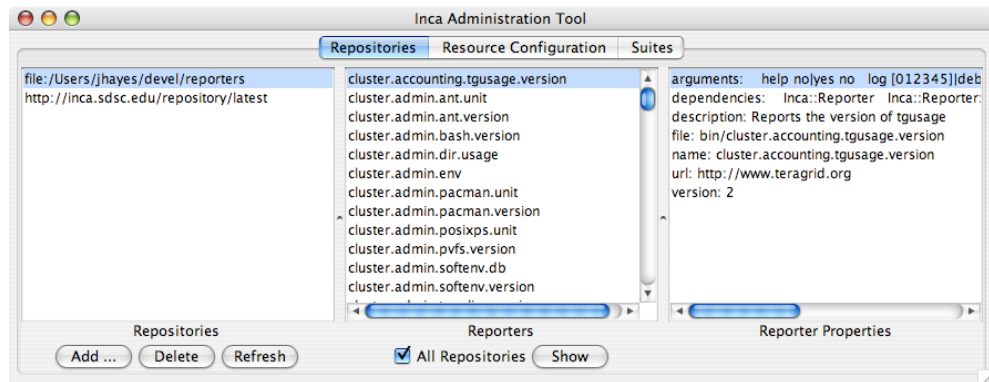 Inca Administration Tool
Repositories Resource Configuration Suites
file:/Users/jhayes/devel/reporters
http://inca.sdsc.edu/repository/latest
cluster.accounting.tgusage.version
cluster.admin.ant.unit
cluster.admin.ant.version
cluster.admin.bash.version
cluster.admin.dir.usage
cluster.admin.env
cluster.admin.pacman.unit
cluster.admin.pacman.version
cluster.admin.posixps.unit
cluster.admin.pvfs.version
cluster.admin.softenv.db
cluster.admin.softenv.version
arguments: help no|yes no log [012345]|deb
dependencies: Inca::Reporter Inca::Reporter:
description: Reports the version of tgusage
file: bin/cluster.accounting.tgusage.version
name: cluster.accounting.tgusage.version
url: http://www.teragrid.org
version: 2
Repositories
Add ... Delete Refresh
Reporters
All Repositories Show
Reporter Properties